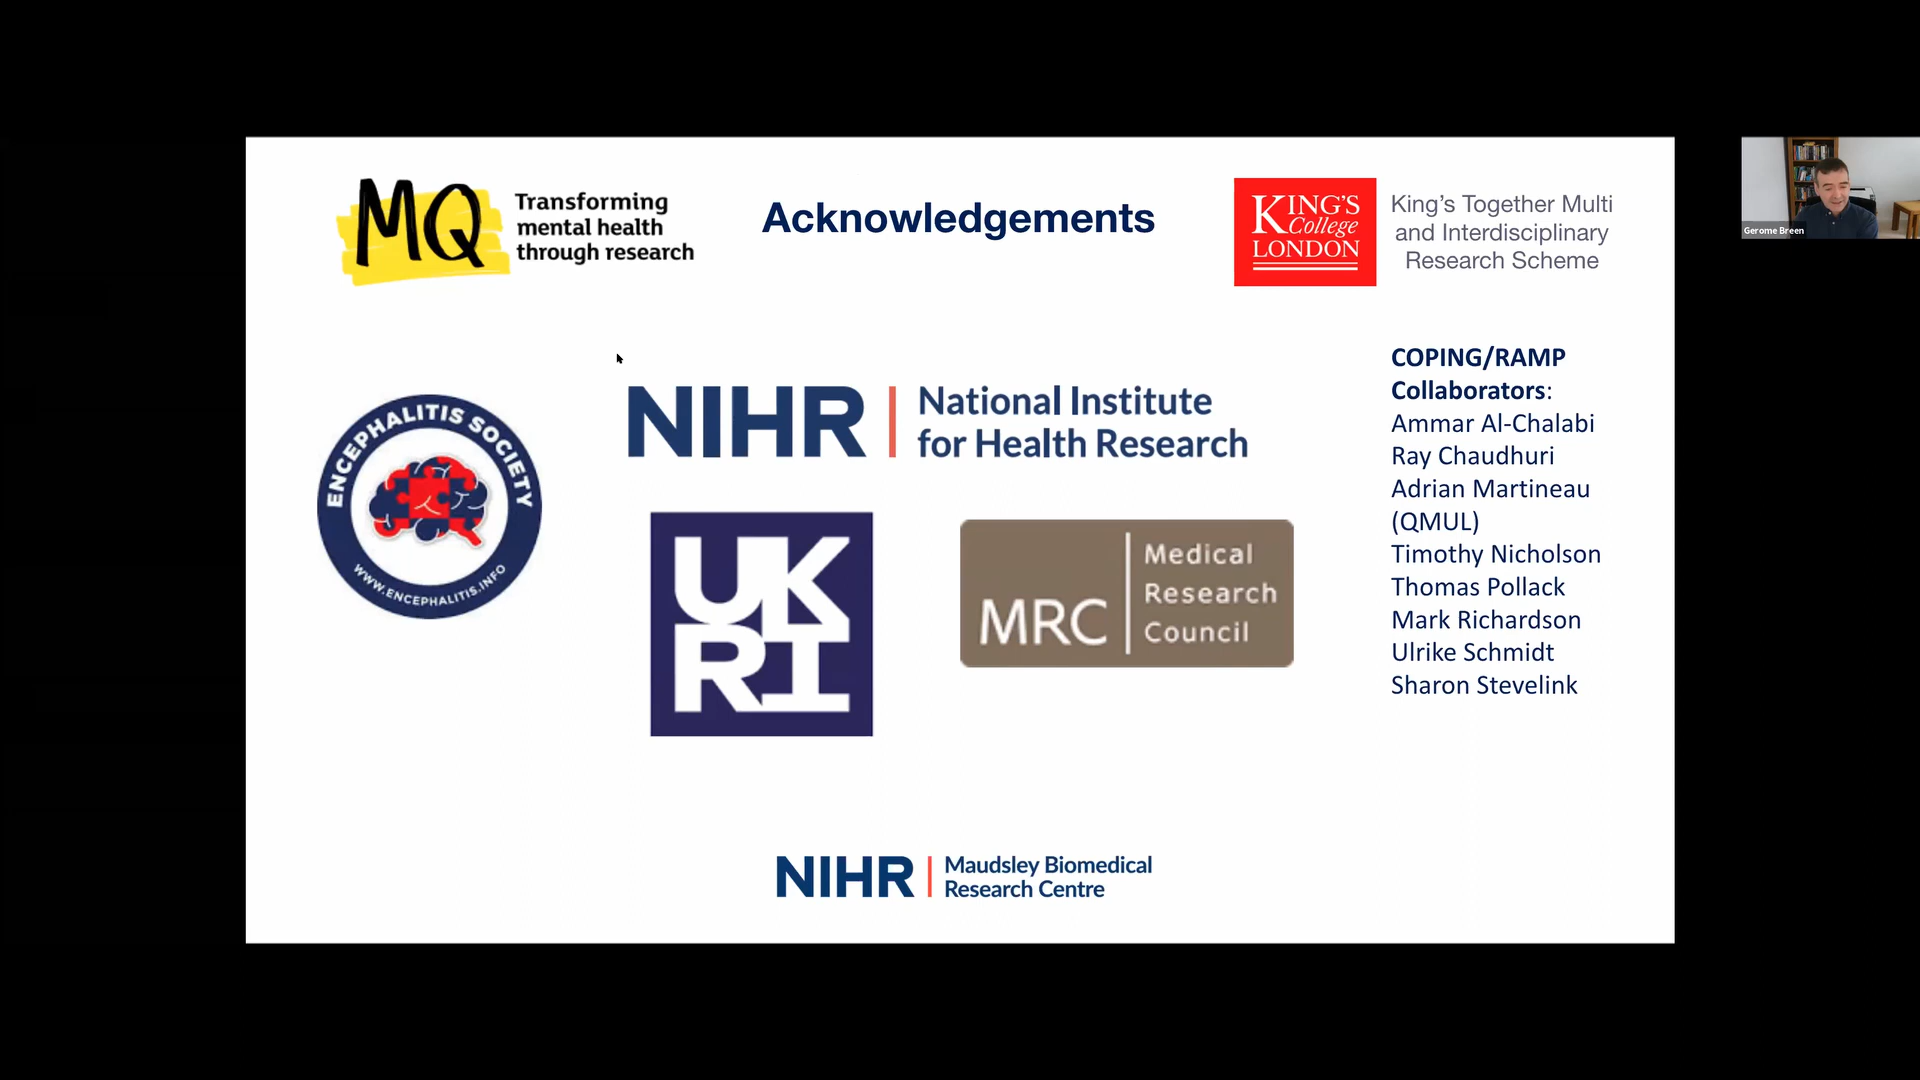 MQ
Transforming
mental health
through research
Acknowledgements
KING'S
College
LONDON
King's Together Multi
and Interdisciplinary
Research Scheme
Gerome Breen
ENCEPHALITIS SOCIETY
WWW.ENCEPHALITIS.INFO
NIHR
National Institute
for Health Research
UK
RI
MRC
Medical
Research
Council
COPING/RAMP
Collaborators:
Ammar Al-Chalabi
Ray Chaudhuri
Adrian Martineau
(QMUL)
Timothy Nicholson
Thomas Pollack
Mark Richardson
Ulrike Schmidt
Sharon Stevelink
NIHR
Maudsley Biomedical
Research Centre